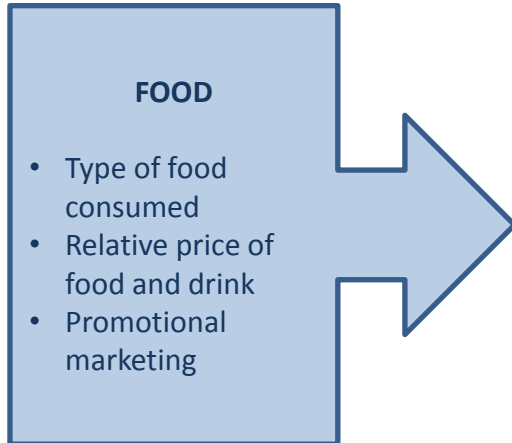 FOOD
• Type of food
consumed
• Relative price of
food and drink
• Promotional
marketing